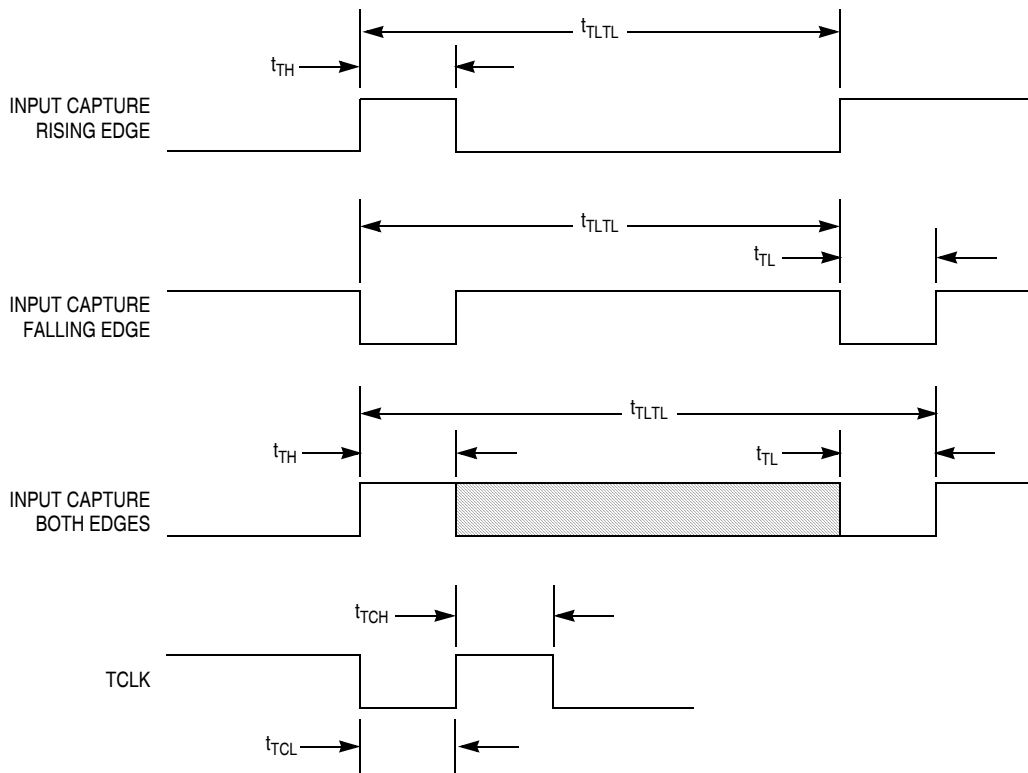 tTLTL
tTH
INPUT CAPTURE
RISING EDGE
tTLTL
tTL
INPUT CAPTURE
FALLING EDGE
tTLTL
tTH
tTL
INPUT CAPTURE
BOTH EDGES
tTCH
TCLK
tTCL